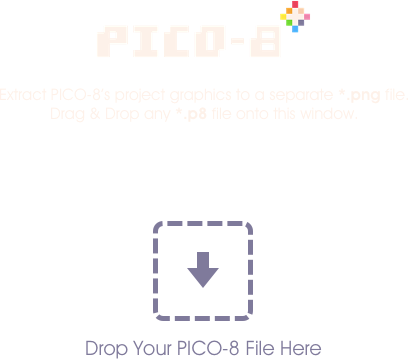 PICO-8
Extract PICO-8's project graphics to a separate *.png file.
Drag & Drop any *.p8 file onto this window.
Drop Your PICO-8 File Here